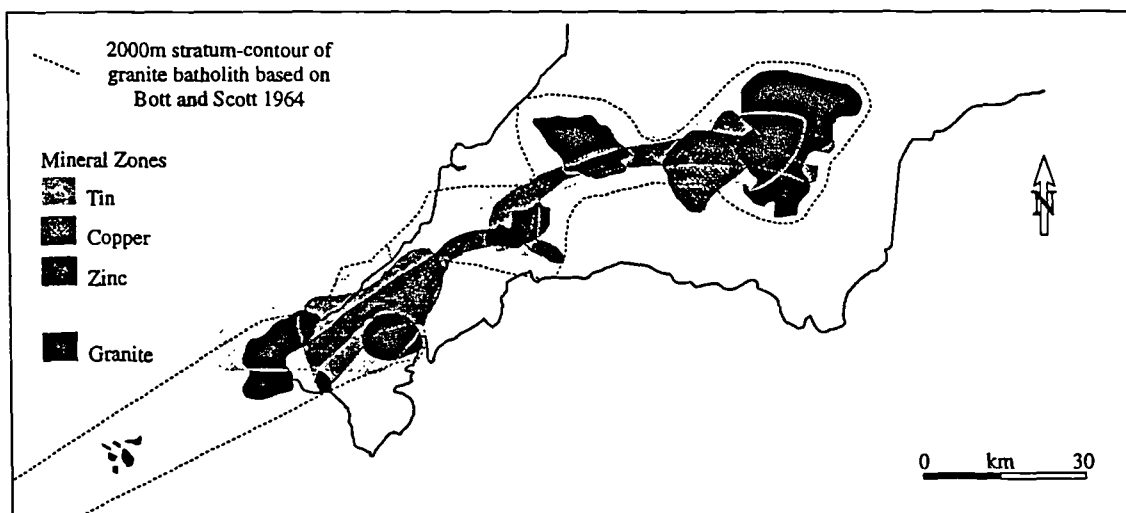 2000m stratum-contour of
granite batholith based on
Bott and Scott 1964
Mineral Zones
Tin
Copper
Zinc
Granite
N
0 km 30